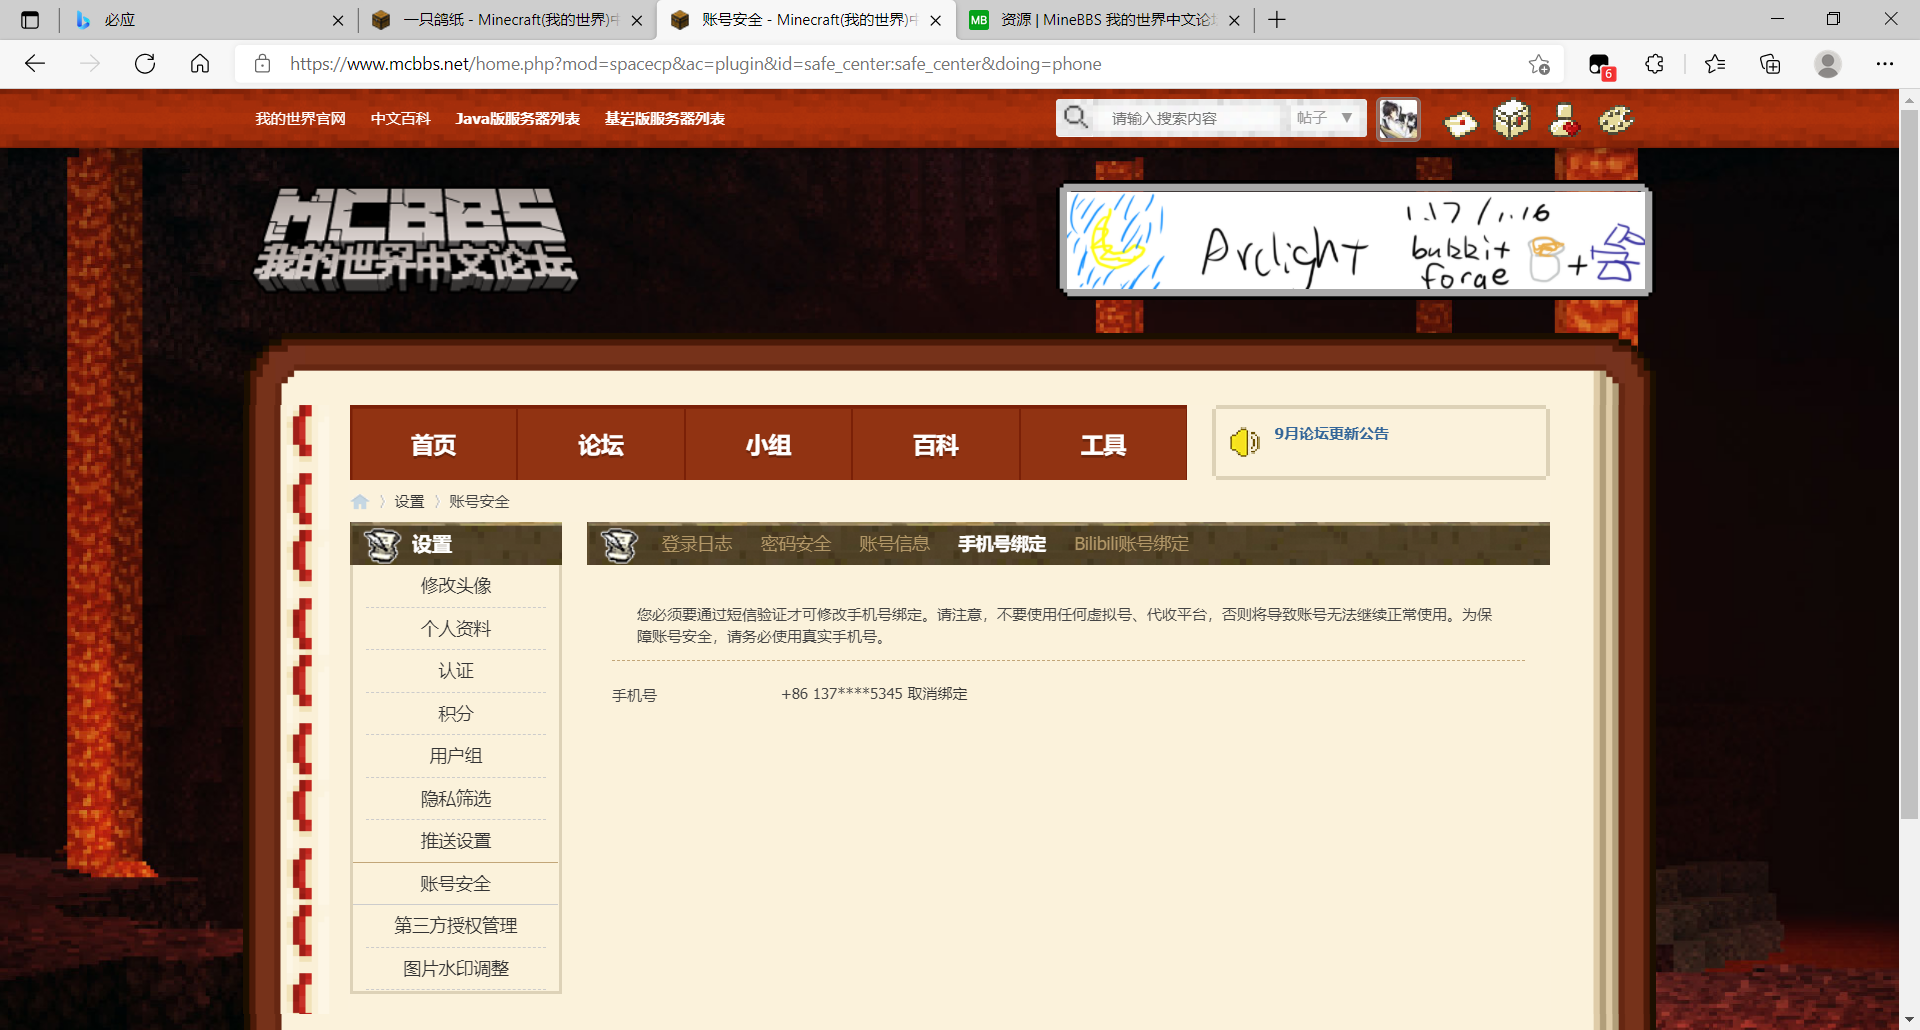 必应
一只鸽纸 - Minecraft(我的世界)中
账号安全 - Minecraft(我的世界)中
MB 资源 | MineBBS 我的世界中文论坛
https://www.mcbbs.net/home.php?mod=spacecp&ac=plugin&id=safe_center:safe_center&doing=phone
6
我的世界官网 中文百科 Java版服务器列表 基岩版服务器列表
请输入搜索内容 帖子 ▼
MCBBS
我的世界中文论坛
Arclight
1.17 / 1.16
bukkit
forge
+
首页 论坛 小组 百科 工具
9月论坛更新公告
设置 账号安全
设置
修改头像
个人资料
认证
积分
用户组
隐私筛选
推送设置
账号安全
第三方授权管理
图片水印调整
登录日志 密码安全 账号信息 手机号绑定 Bilibili账号绑定
您必须要通过短信验证才可修改手机号绑定。请注意，不要使用任何虚拟号、代收平台，否则将导致账号无法继续正常使用。为保
障账号安全，请务必使用真实手机号。
手机号 +86 137****5345 取消绑定